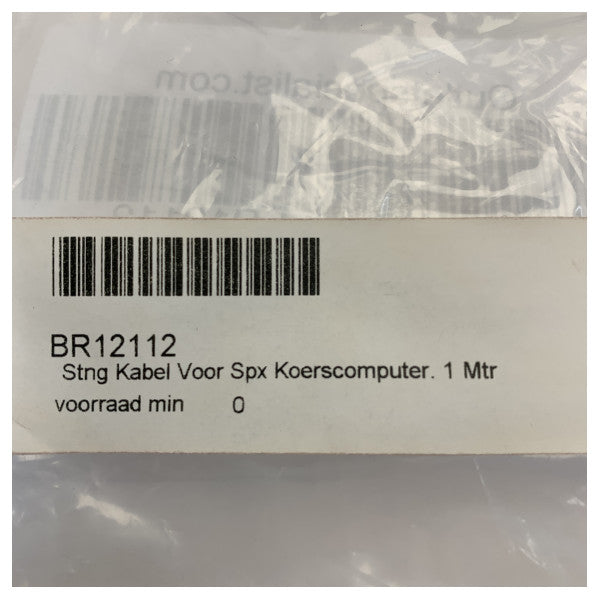 BR12112
Stng Kabel Voor Spx Koerscomputer. 1 Mtr
voorraad min 0